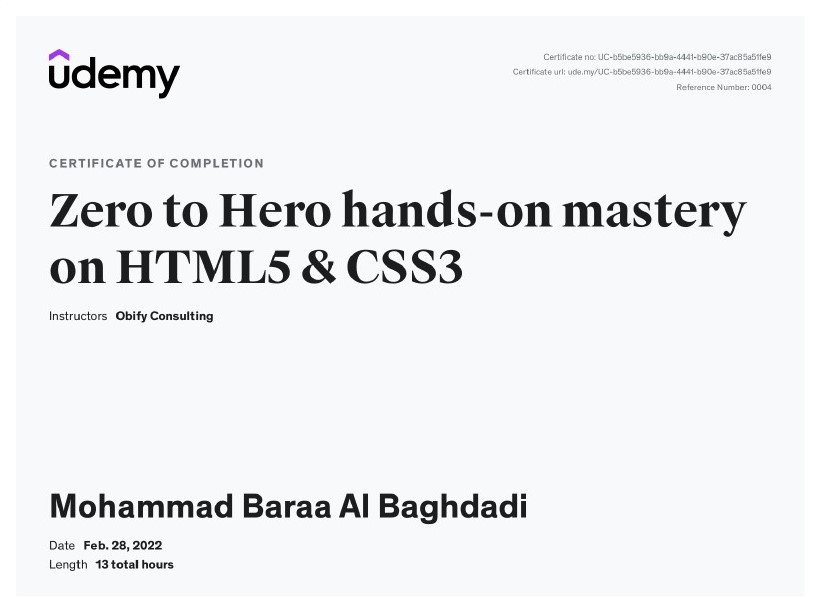 udemy
Certificate no: UC-b5be5936-bb9a-4441-b90e-37ac85a51fe9
Certificate url: ude.my/UC-b5be5936-bb9a-4441-b90e-37ac85a51fe9
Reference Number: 0004
CERTIFICATE OF COMPLETION
Zero to Hero hands-on mastery
on HTML5 & CSS3
Instructors Obify Consulting
Mohammad Baraa Al Baghdadi
Date Feb. 28, 2022
Length 13 total hours